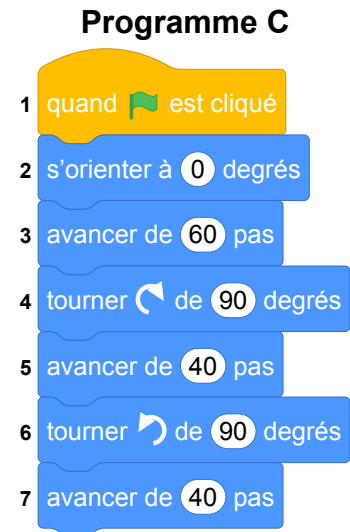 Programme C
1 quand est cliqué
2 s'orienter à 0 degrés
3 avancer de 60 pas
4 tourner de 90 degrés
5 avancer de 40 pas
6 tourner de 90 degrés
7 avancer de 40 pas